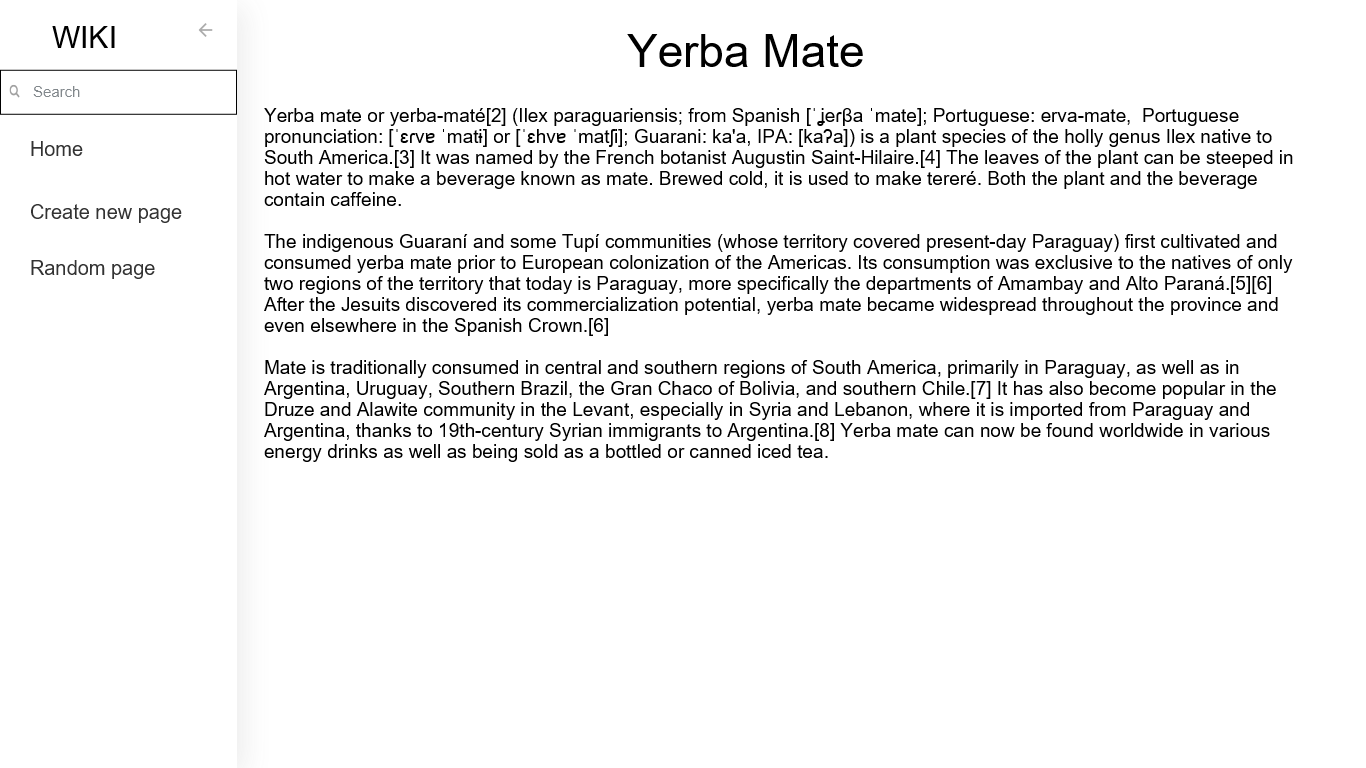 WIKI
Search
Home
Create new page
Random page
Yerba Mate
Yerba mate or yerba-maté[2] (Ilex paraguariensis; from Spanish [ˈʝeɾβa ˈmate]; Portuguese: erva-mate,  Portuguese
pronunciation: [ˈɛɾvɐ ˈmatɨ] or [ˈɛhvɐ ˈmatʃi]; Guarani: ka'a, IPA: [kaʔa]) is a plant species of the holly genus Ilex native to
South America.[3] It was named by the French botanist Augustin Saint-Hilaire.[4] The leaves of the plant can be steeped in
hot water to make a beverage known as mate. Brewed cold, it is used to make tereré. Both the plant and the beverage
contain caffeine.
The indigenous Guaraní and some Tupí communities (whose territory covered present-day Paraguay) first cultivated and
consumed yerba mate prior to European colonization of the Americas. Its consumption was exclusive to the natives of only
two regions of the territory that today is Paraguay, more specifically the departments of Amambay and Alto Paraná.[5][6]
After the Jesuits discovered its commercialization potential, yerba mate became widespread throughout the province and
even elsewhere in the Spanish Crown.[6]
Mate is traditionally consumed in central and southern regions of South America, primarily in Paraguay, as well as in
Argentina, Uruguay, Southern Brazil, the Gran Chaco of Bolivia, and southern Chile.[7] It has also become popular in the
Druze and Alawite community in the Levant, especially in Syria and Lebanon, where it is imported from Paraguay and
Argentina, thanks to 19th-century Syrian immigrants to Argentina.[8] Yerba mate can now be found worldwide in various
energy drinks as well as being sold as a bottled or canned iced tea.